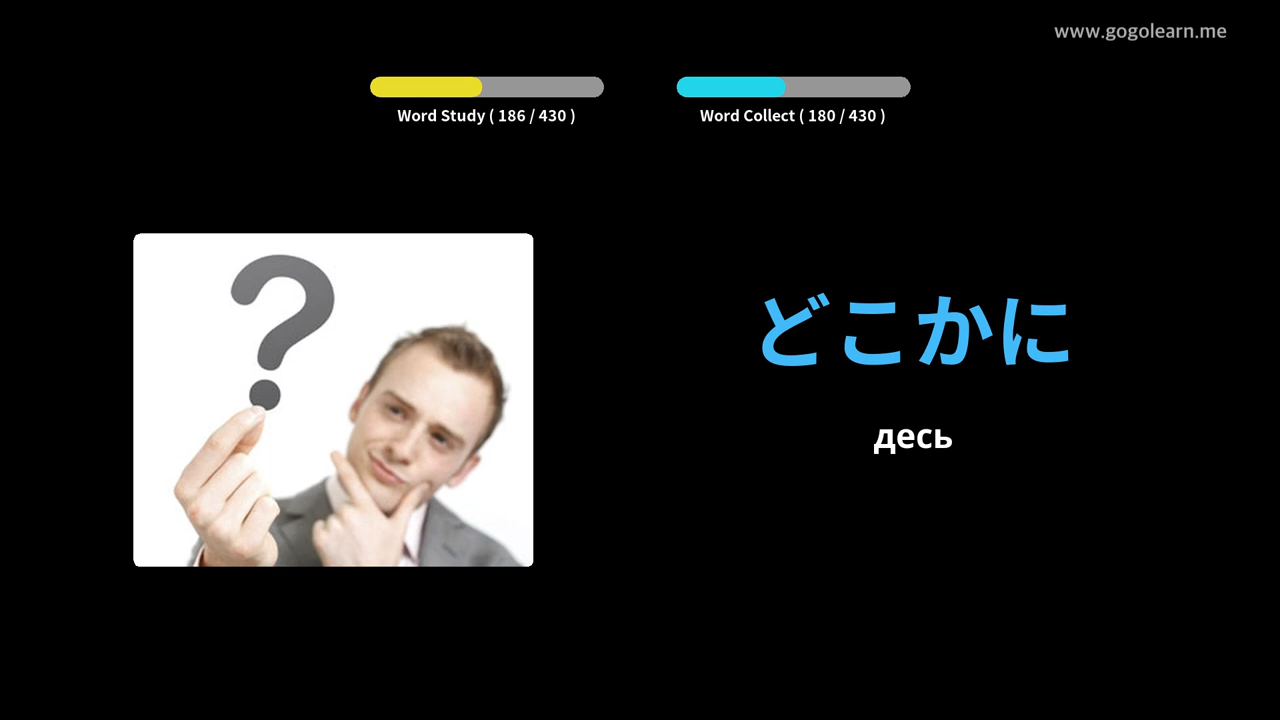 www.gogolearn.me
Word Study ( 186 / 430 )
Word Collect ( 180 / 430 )
?
どこかに
десь